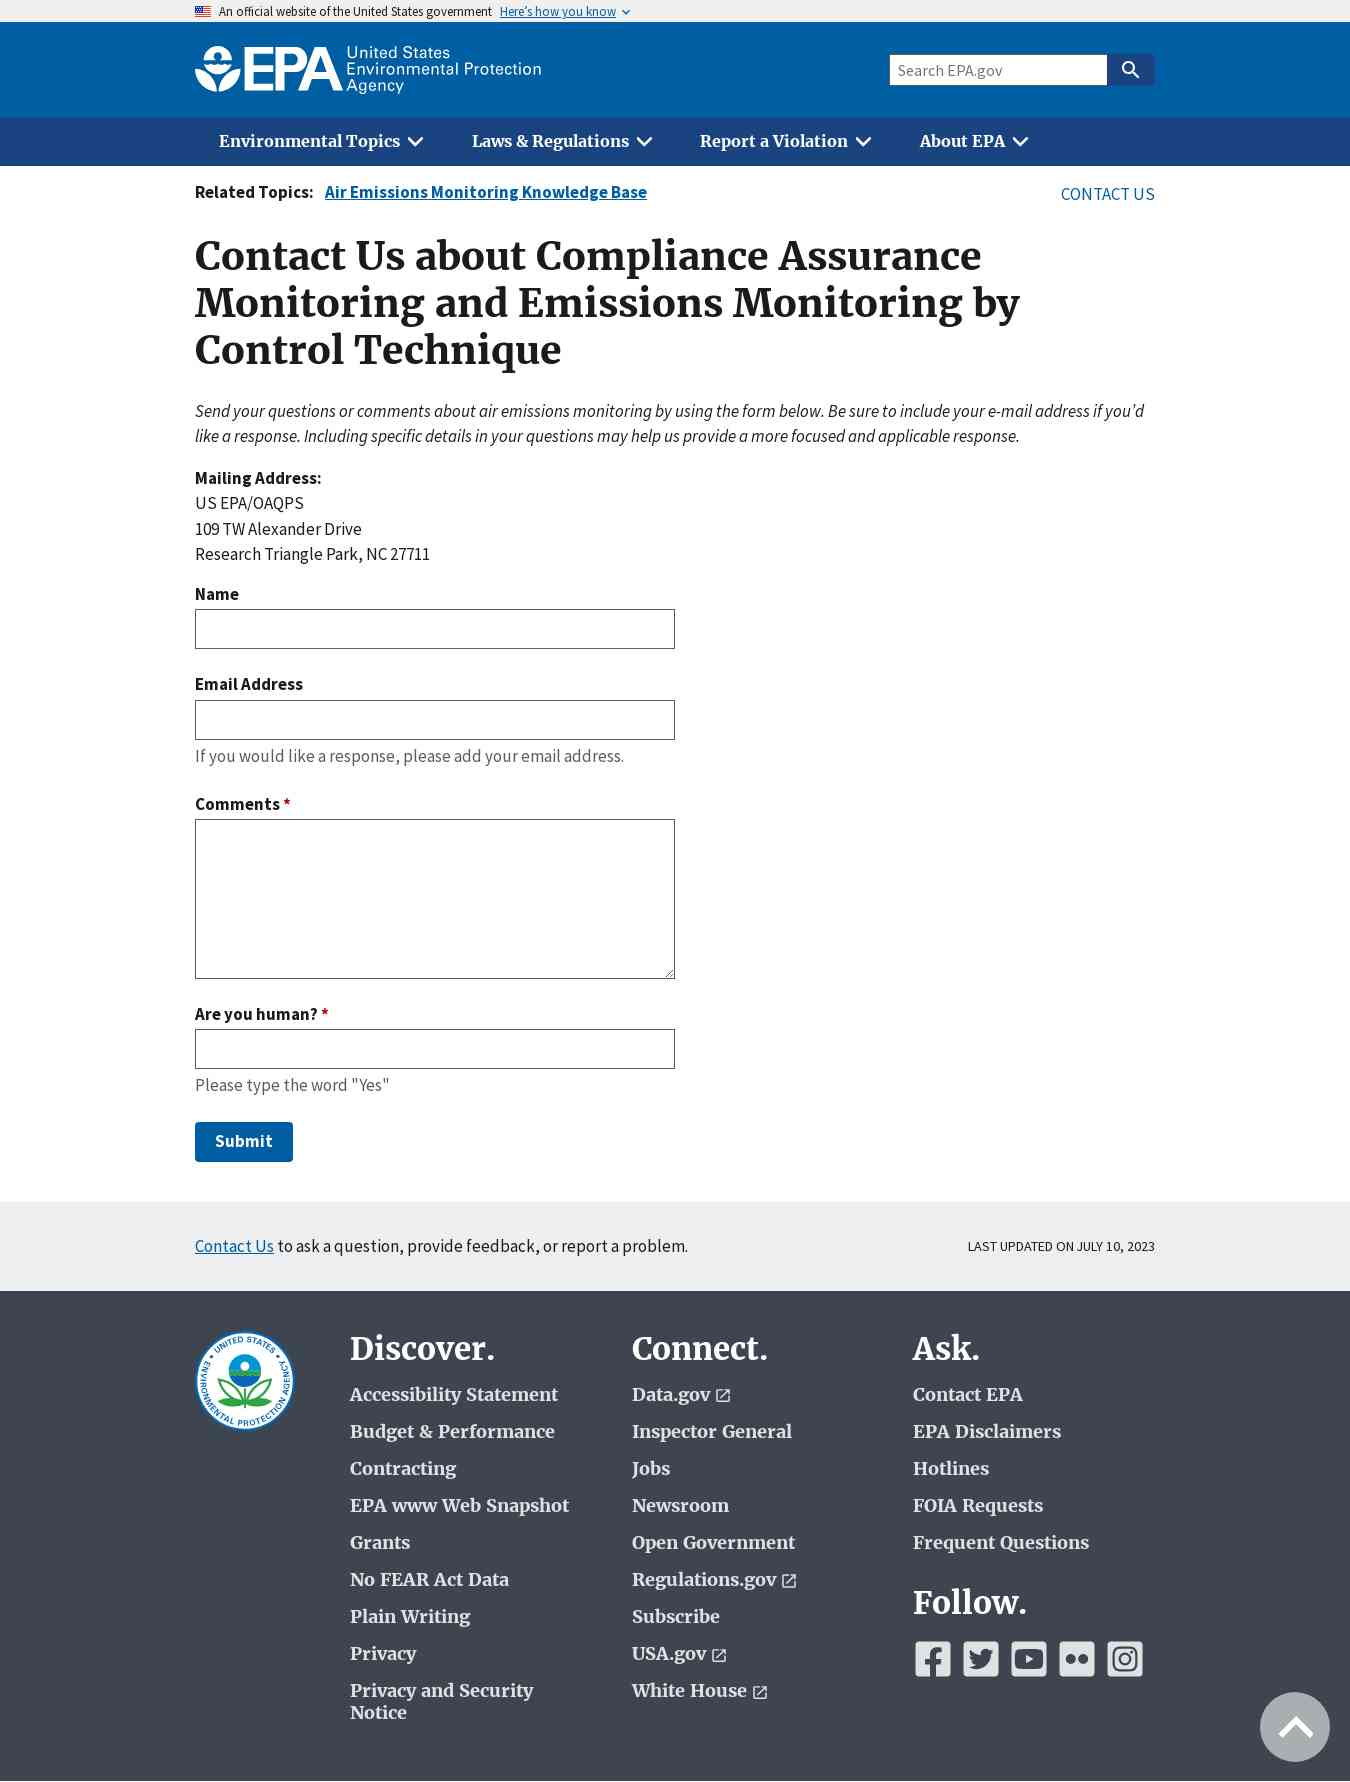 An official website of the United States government Here's how you know
EPA United States
Environmental Protection
Agency
Search EPA.gov
Environmental Topics Laws & Regulations Report a Violation About EPA
Related Topics: Air Emissions Monitoring Knowledge Base CONTACT US
Contact Us about Compliance Assurance
Monitoring and Emissions Monitoring by
Control Technique
Send your questions or comments about air emissions monitoring by using the form below. Be sure to include your e-mail address if you'd
like a response. Including specific details in your questions may help us provide a more focused and applicable response.
Mailing Address:
US EPA/OAQPS
109 TW Alexander Drive
Research Triangle Park, NC 27711
Name
Email Address
If you would like a response, please add your email address.
Comments *
Are you human? *
Please type the word "Yes"
Submit
Contact Us to ask a question, provide feedback, or report a problem. LAST UPDATED ON JULY 10, 2023
UNITED STATES
ENVIRONMENTAL PROTECTION AGENCY
Discover.
Accessibility Statement
Budget & Performance
Contracting
EPA www Web Snapshot
Grants
No FEAR Act Data
Plain Writing
Privacy
Privacy and Security
Notice
Connect.
Data.gov
Inspector General
Jobs
Newsroom
Open Government
Regulations.gov
Subscribe
USA.gov
White House
Ask.
Contact EPA
EPA Disclaimers
Hotlines
FOIA Requests
Frequent Questions
Follow.